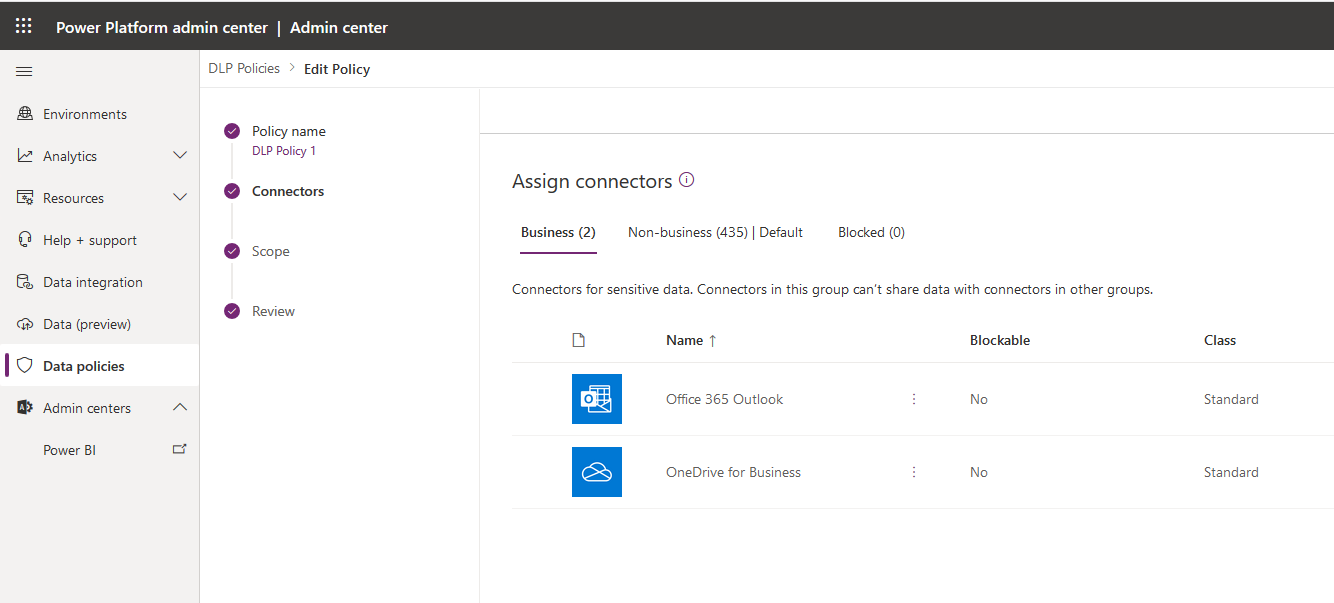 Power Platform admin center | Admin center
DLP Policies > Edit Policy
Environments
Analytics
Resources
Help + support
Data integration
Data (preview)
Data policies
Admin centers
Power BI
Policy name
DLP Policy 1
Connectors
Scope
Review
Assign connectors
Business (2) Non-business (435) | Default Blocked (0)
Connectors for sensitive data. Connectors in this group can't share data with connectors in other groups.
Name ↑ Blockable Class
Office 365 Outlook No Standard
OneDrive for Business No Standard